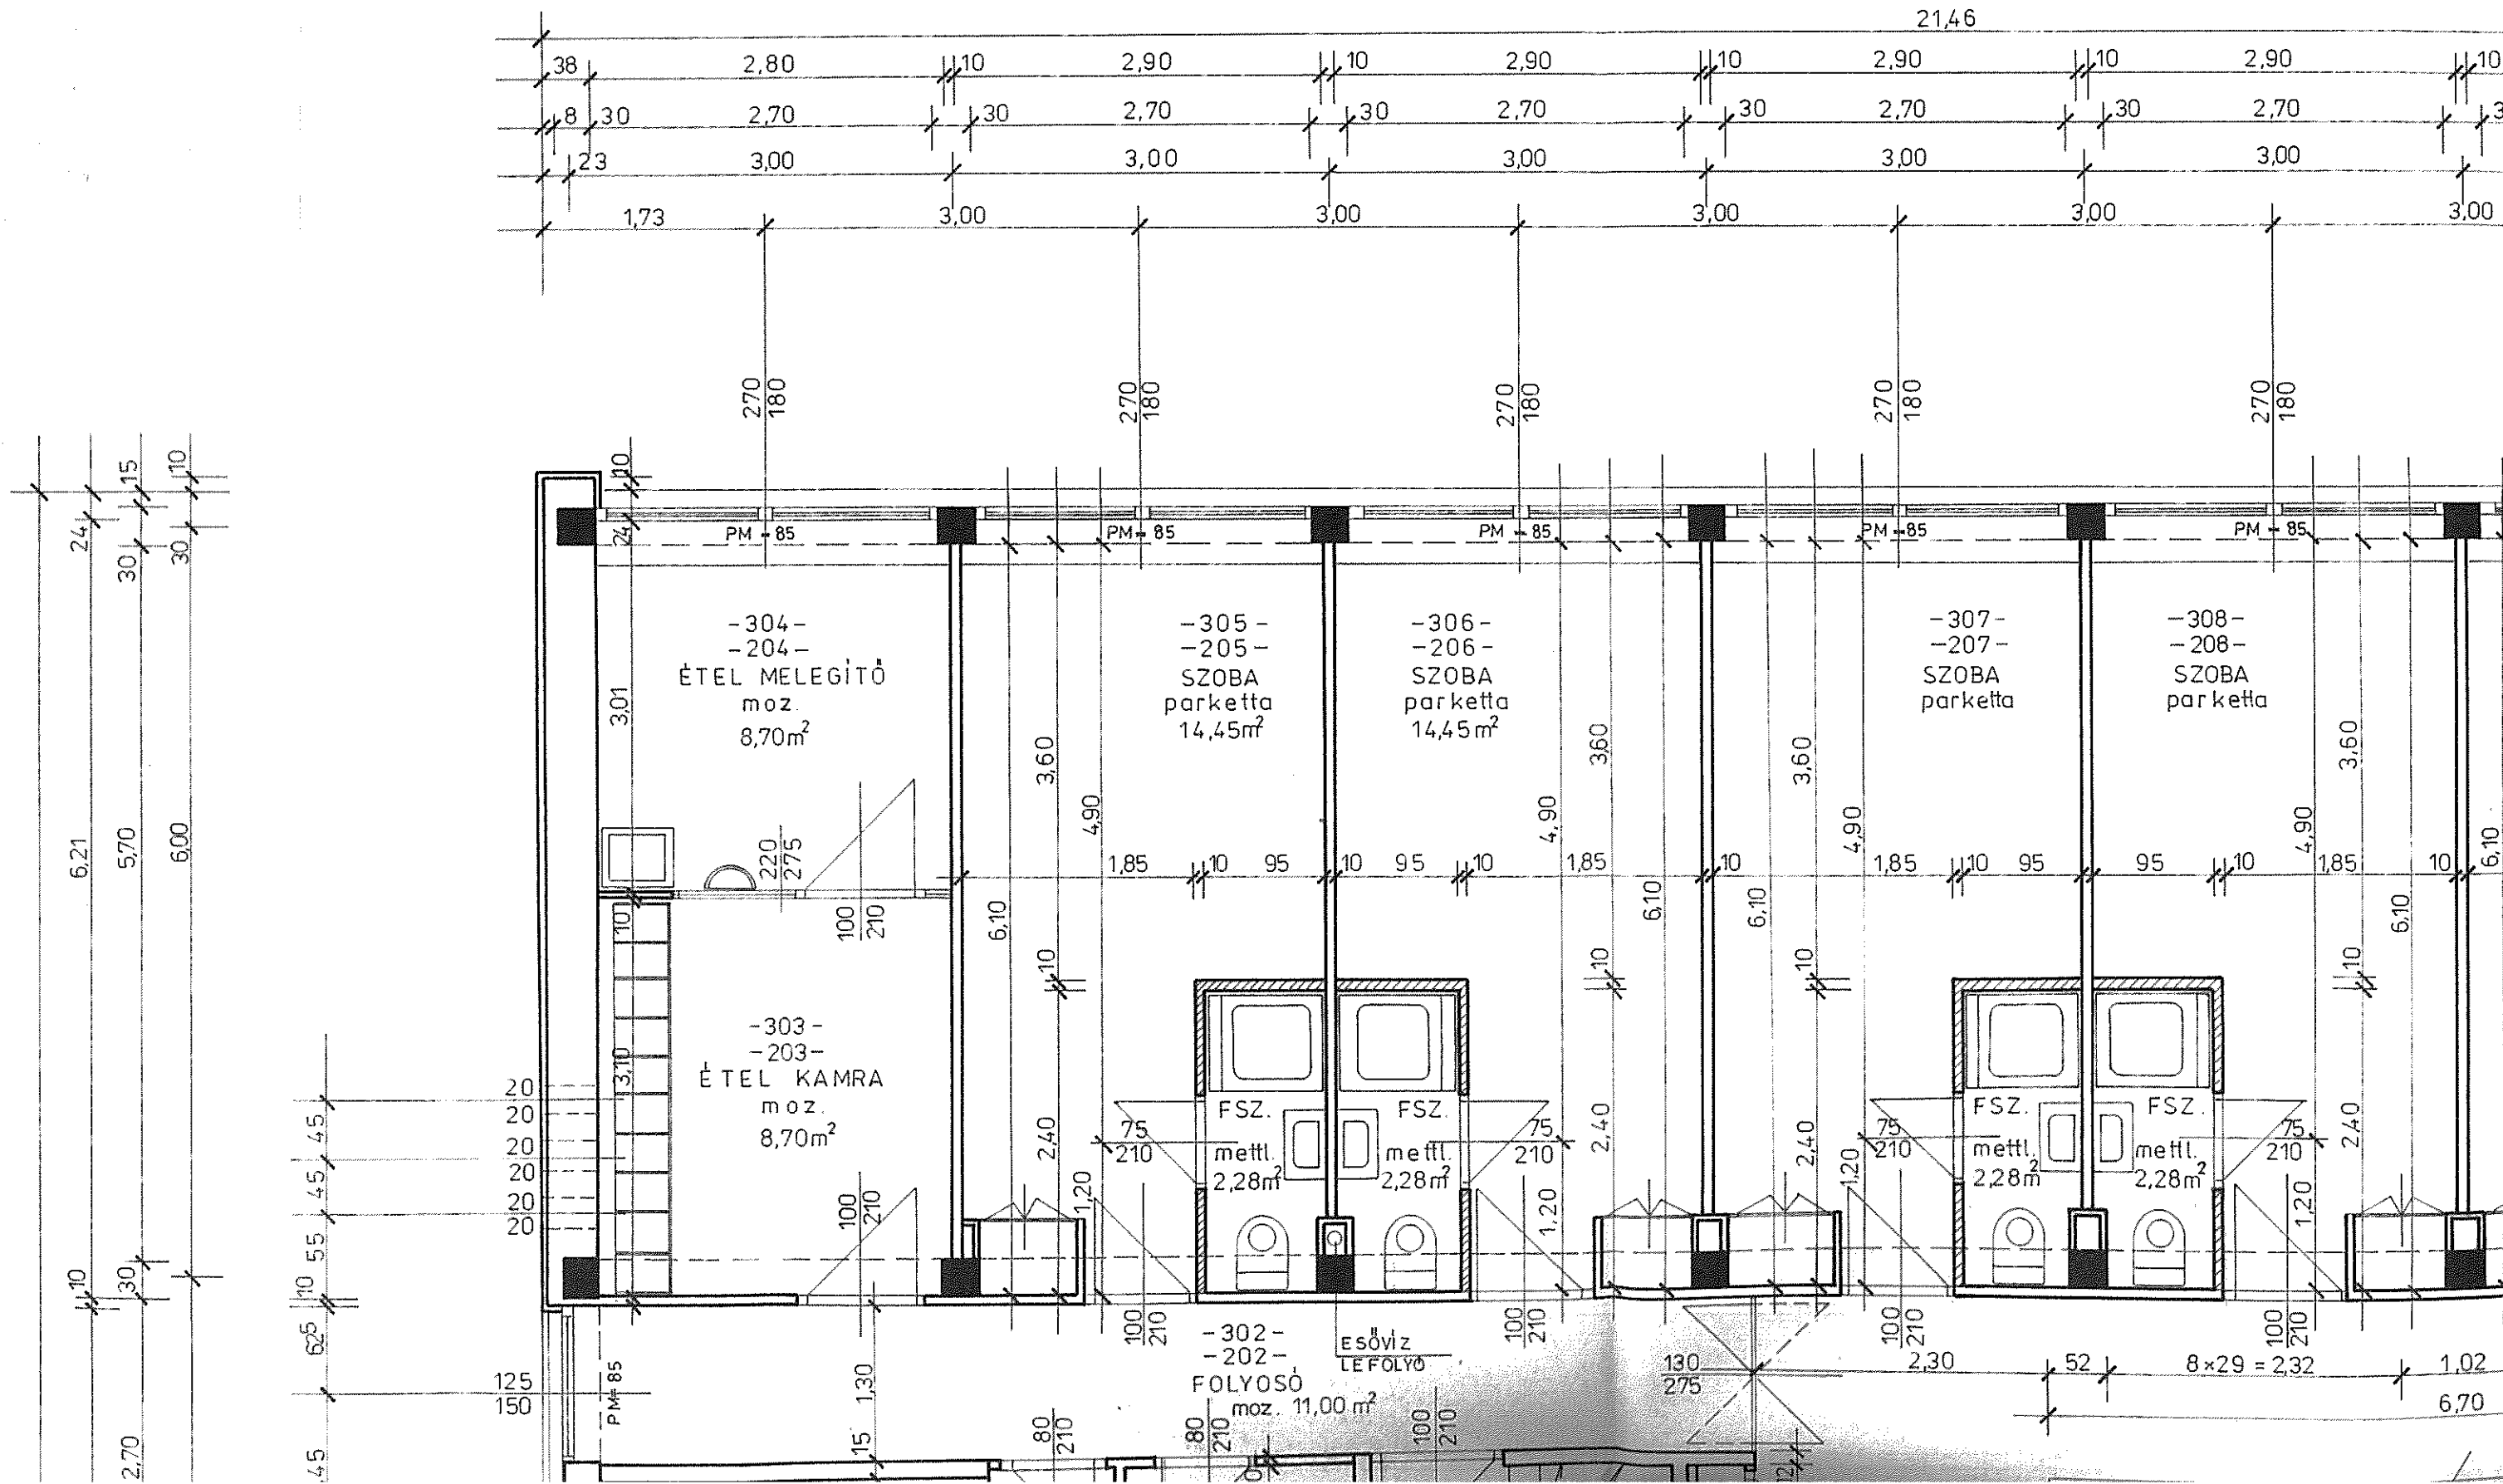 21,46
38 2,80 10 2,90 10 2,90 10 2,90 10 2,90 10
8 30 2,70 30 2,70 30 2,70 30 2,70 30 2,70
23 3,00 3,00 3,00 3,00 3,00
1,73 3,00 3,00 3,00 3,00 3,00
270 180
270 180
270 180
270 180
270 180
24 15 10
30 30
6,21 5,70 6,00
10 30
2,70
10
24
3,01
10
3,10
PM = 85
PM = 85
PM = 85
PM = 85
PM = 85
-304-
-204-
ÉTEL MELEGÍTŐ
moz.
8,70m²
-305-
-205-
SZOBA
parketta
14,45m²
-306-
-206-
SZOBA
parketta
14,45m²
-307-
-207-
SZOBA
parketta
-308-
-208-
SZOBA
parketta
3,60 4,90 6,10 10 2,40 1,20
3,60 4,90 6,10 10 2,40 1,20
3,60 4,90 6,10 10 2,40 1,20
3,60 4,90 6,10 10 2,40 1,20
6,10
220 275
100 210
1,85 10 95 10 95 10 1,85 10 1,85 10 95 95 10 1,85 10
-303-
-203-
ÉTEL KAMRA
moz.
8,70m²
100 210
20
20
20
20
20
20
45
45
55
10
625
45
FSZ.
mettl.
2,28m²
75
210
FSZ.
mettl.
2,28m²
75
210
FSZ.
mettl.
2,28m²
75
210
FSZ.
mettl.
2,28m²
75
210
100 210
100 210
100 210
100 210
-302-
-202-
FOLYOSÓ
moz. 11,00 m²
ESŐVÍZ
LEFOLYÓ
130
275
2,30 52 8×29 = 2,32 1,02
6,70
125
150
PM=85
1,30
15
80 210
80 210
100 210
12